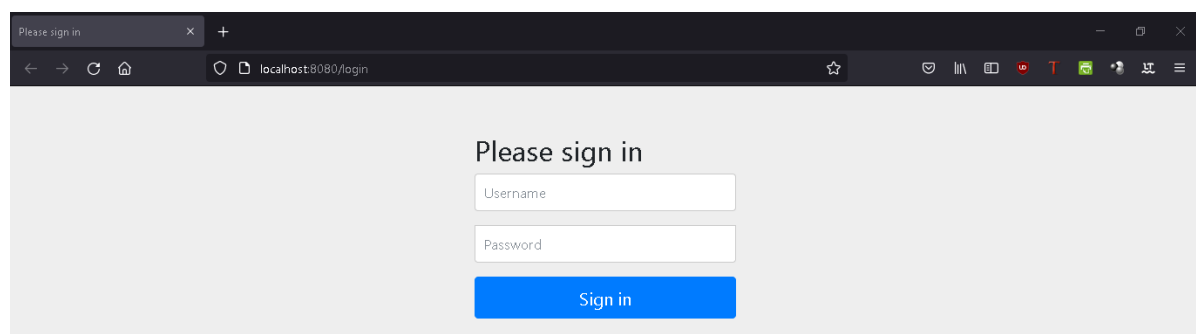 Please sign in
localhost:8080/login
Please sign in
Username
Password
Sign in